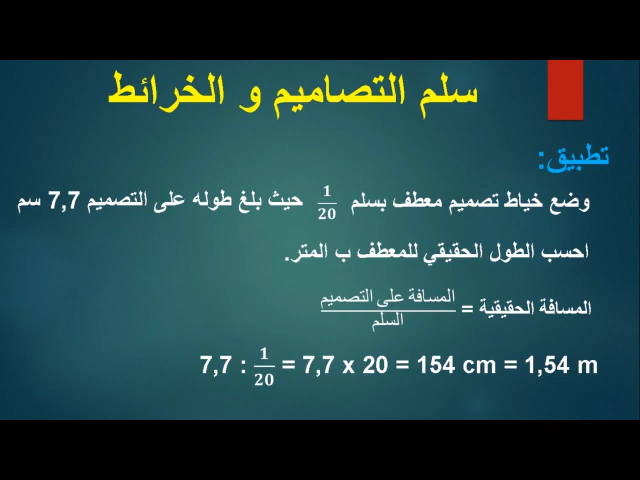 سلم التصاميم و الخرائط
تطبيق:
وضع خياط تصميم معطف بسلم 1/20 حيث بلغ طوله على التصميم 7,7 سم
احسب الطول الحقيقي للمعطف ب المتر.
المسافة الحقيقية = المسافة على التصميم / السلم
7,7 : 1/20 = 7,7 x 20 = 154 cm = 1,54 m